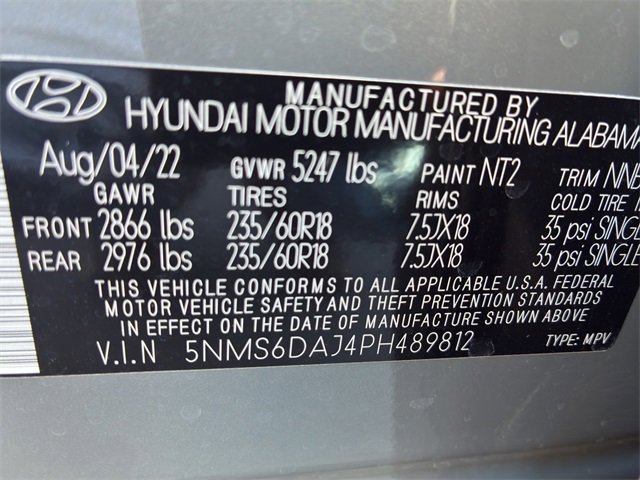 MANUFACTURED BY
HYUNDAI MOTOR MANUFACTURING ALABAMA
Aug/04/22 GVWR 5247 lbs PAINT NT2 TRIM NNB
GAWR TIRES RIMS COLD TIRE
FRONT 2866 lbs 235/60R18 7.5JX18 35 psi SINGLE
REAR 2976 lbs 235/60R18 7.5JX18 35 psi SINGLE
THIS VEHICLE CONFORMS TO ALL APPLICABLE U.S.A. FEDERAL
MOTOR VEHICLE SAFETY AND THEFT PREVENTION STANDARDS
IN EFFECT ON THE DATE OF MANUFACTURE SHOWN ABOVE
V.I.N 5NMS6DAJ4PH489812 TYPE: MPV